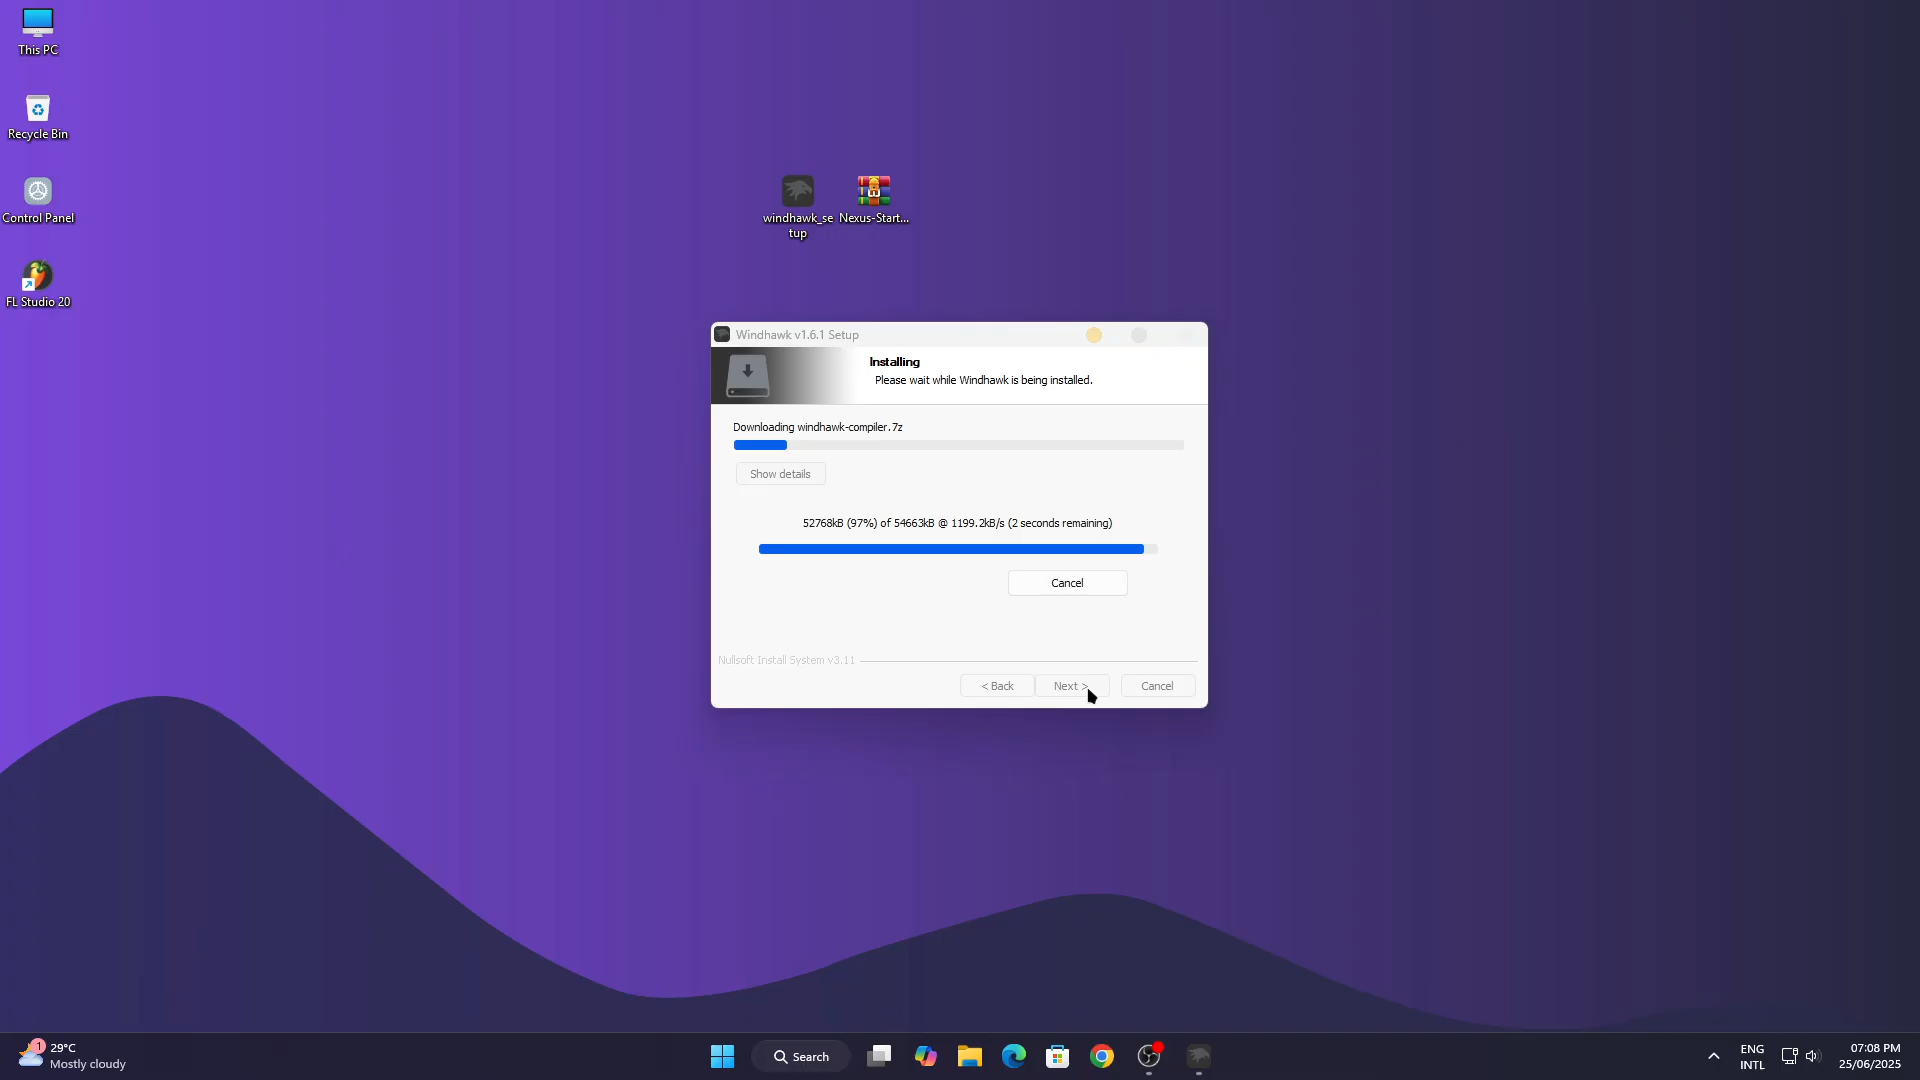 This PC
Recycle Bin
Control Panel
FL Studio 20
windhawk_se
tup
Nexus-Start...
Windhawk v1.6.1 Setup
Installing
Please wait while Windhawk is being installed.
Downloading windhawk-compiler.7z
Show details
52768kB (97%) of 54663kB @ 1199.2kB/s (2 seconds remaining)
Cancel
Nullsoft Install System v3.11
< Back
Next >
Cancel
1
29°C
Mostly cloudy
Search
ENG
INTL
07:08 PM
25/06/2025